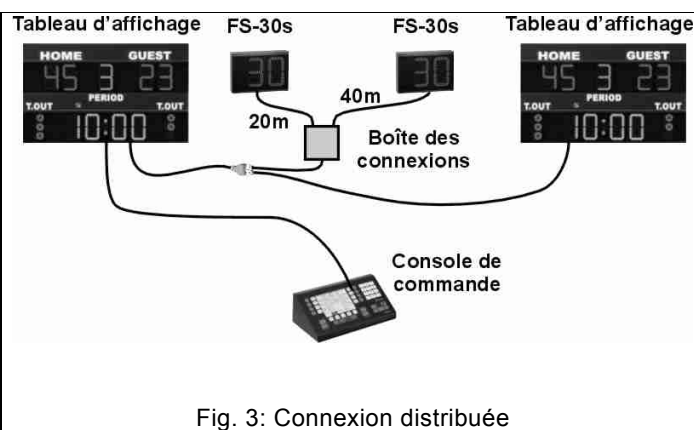 Tableau d’affichage
FS-30s
FS-30s
Tableau d’affichage
HOME GUEST
45 3 23
PERIOD
T.OUT T.OUT
10:00
30
30
HOME GUEST
45 3 23
PERIOD
T.OUT T.OUT
10:00
20m
40m
Boîte des
connexions
Console de
commande
Fig. 3: Connexion distribuée